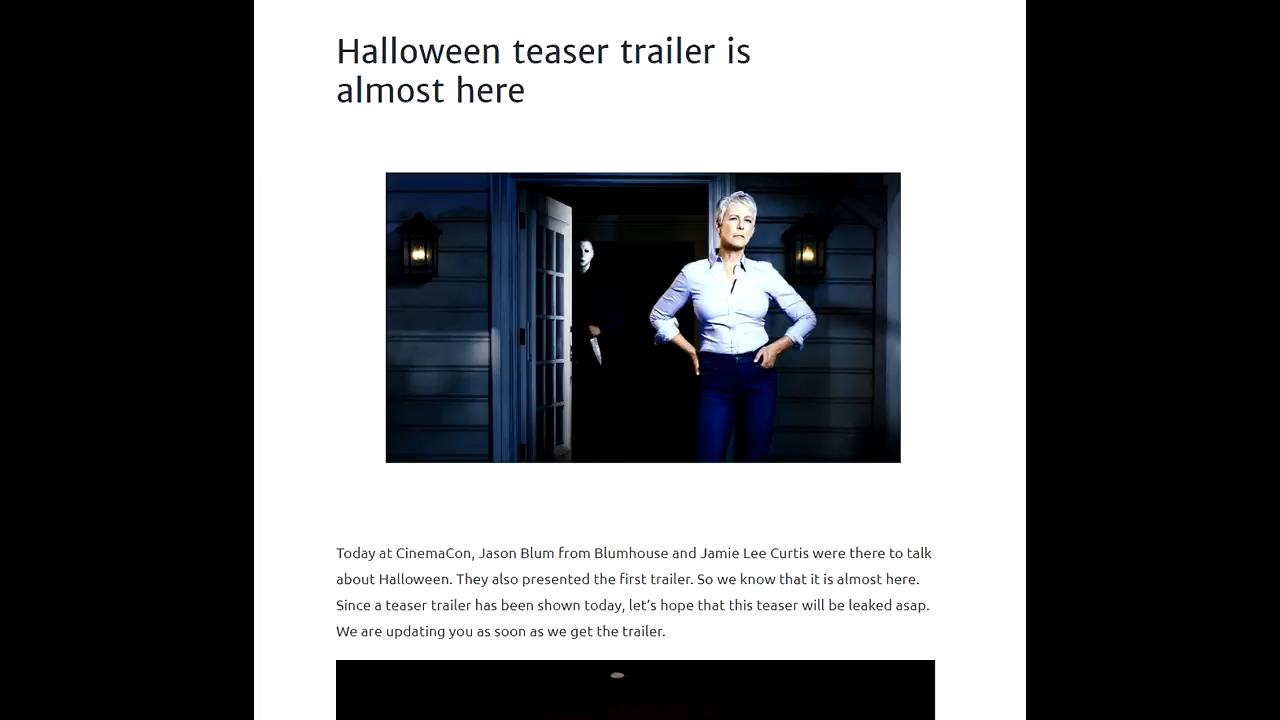 Halloween teaser trailer is
almost here
Today at CinemaCon, Jason Blum from Blumhouse and Jamie Lee Curtis were there to talk
about Halloween. They also presented the first trailer. So we know that it is almost here.
Since a teaser trailer has been shown today, let’s hope that this teaser will be leaked asap.
We are updating you as soon as we get the trailer.